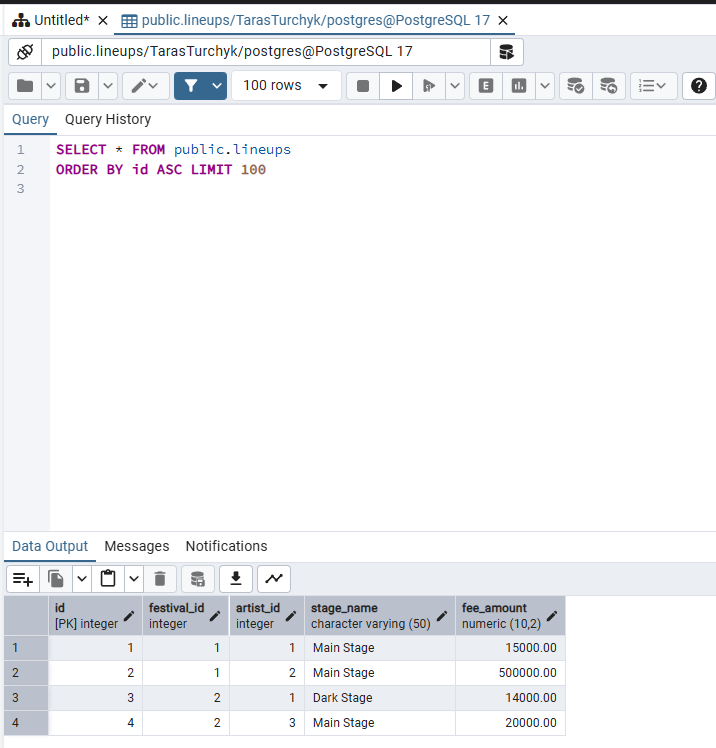 Untitled* × public.lineups/TarasTurchyk/postgres@PostgreSQL 17 ×
public.lineups/TarasTurchyk/postgres@PostgreSQL 17
100 rows E ?
Query Query History
1 SELECT * FROM public.lineups
2 ORDER BY id ASC LIMIT 100
3
Data Output Messages Notifications
id festival_id artist_id stage_name fee_amount
[PK] integer integer integer character varying (50) numeric (10,2)
1 1 1 1 Main Stage 15000.00
2 2 1 2 Main Stage 500000.00
3 3 2 1 Dark Stage 14000.00
4 4 2 3 Main Stage 20000.00